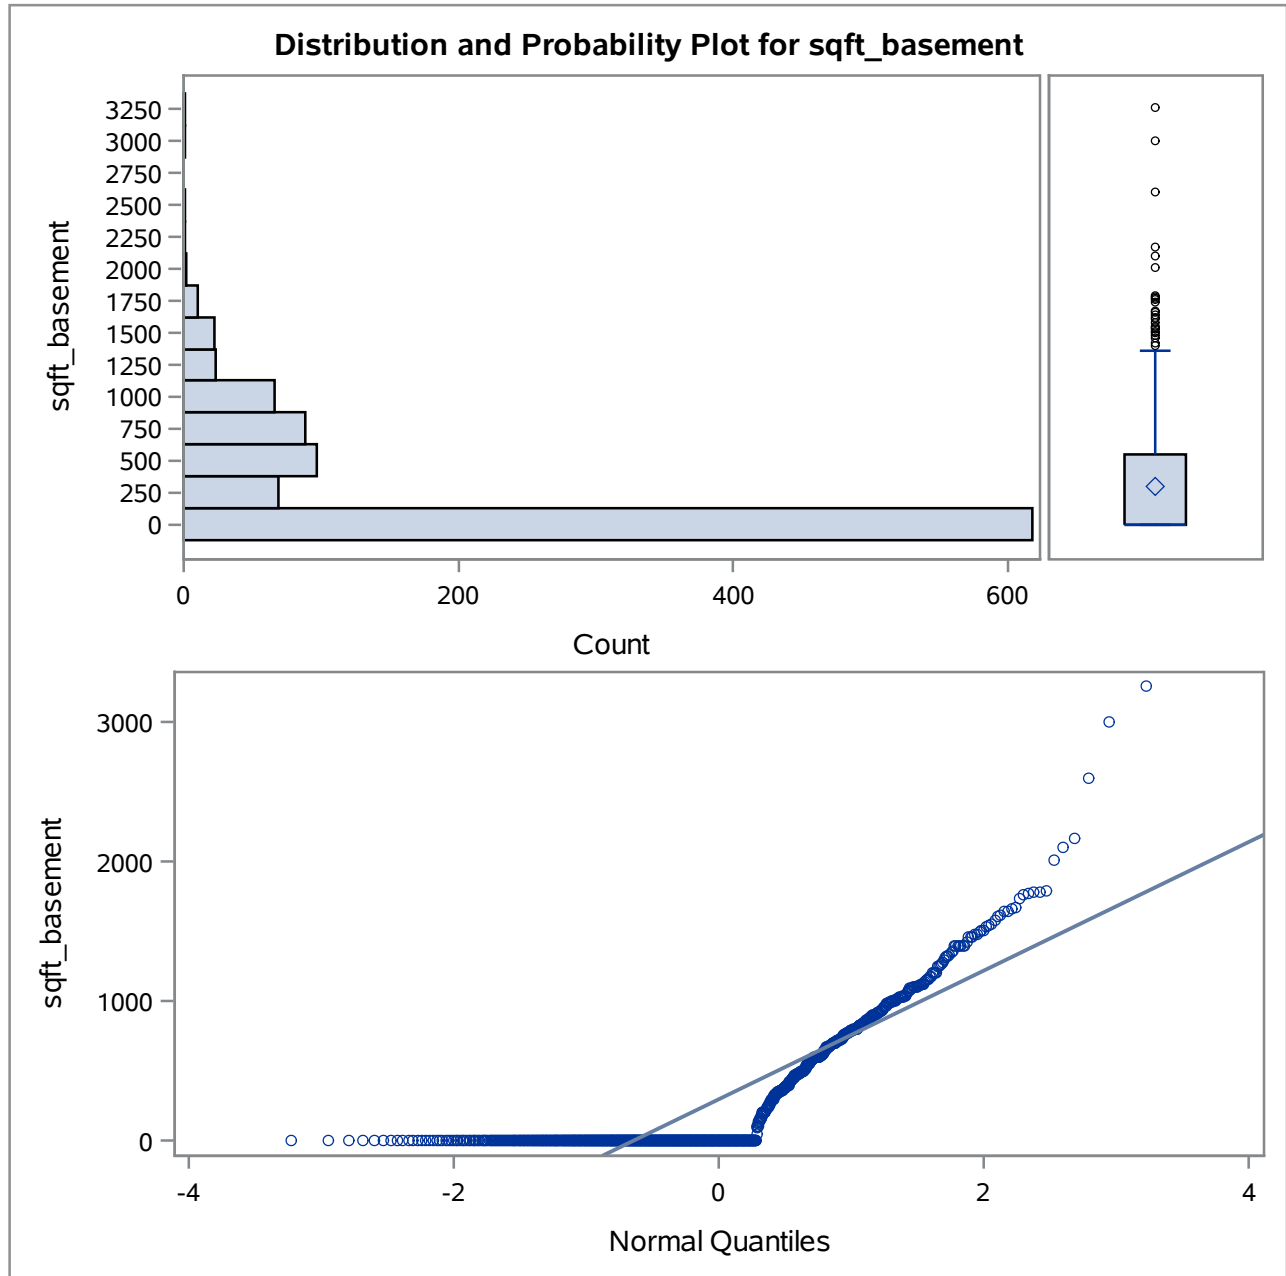 Distribution and Probability Plot for sqft_basement
sqft_basement
3250
3000
2750
2500
2250
2000
1750
1500
1250
1000
750
500
250
0
0 200 400 600
Count
sqft_basement
3000
2000
1000
0
-4 -2 0 2 4
Normal Quantiles